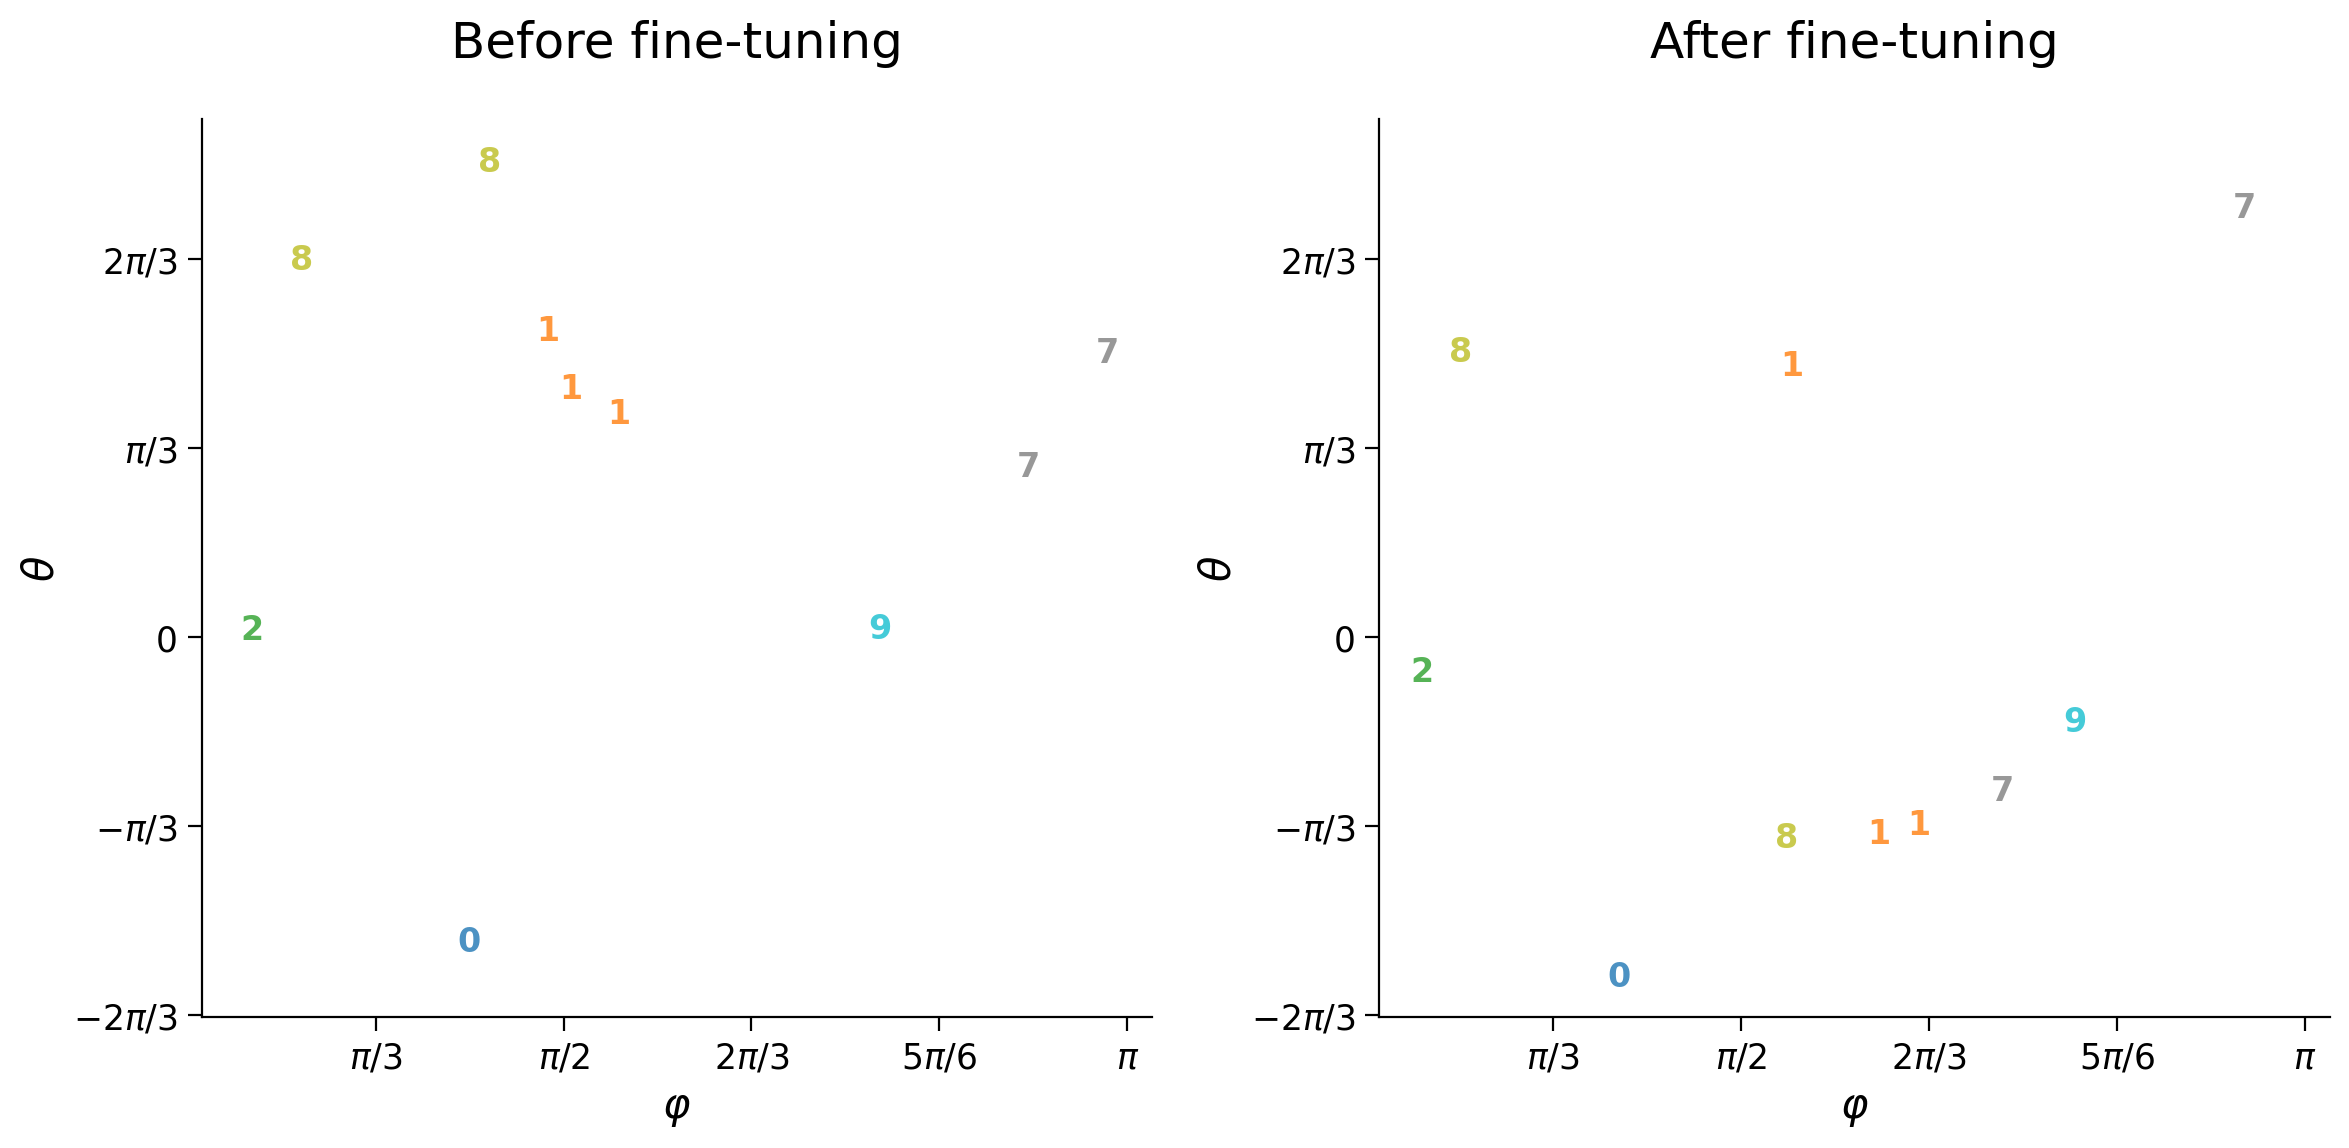 Before fine-tuning
8
8
2π/3
1
7
1
1
π/3
7
θ
2
9
0
−π/3
0
−2π/3
π/3 π/2 2π/3 5π/6 π
φ
After fine-tuning
7
2π/3
8
1
π/3
θ
0
2
9
7
−π/3
8 1 1
0
−2π/3
π/3 π/2 2π/3 5π/6 π
φ